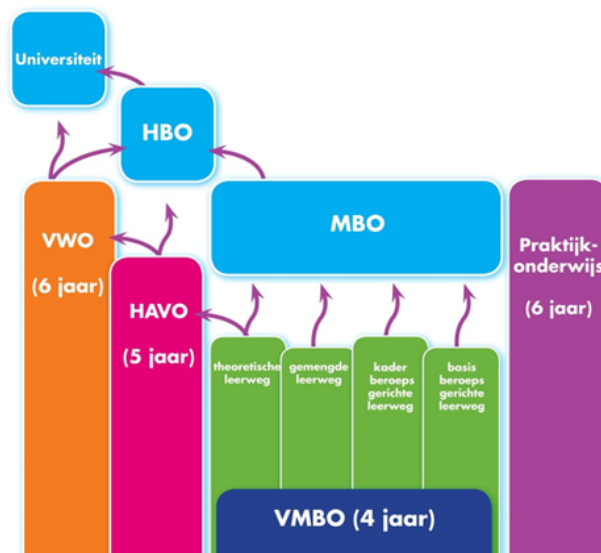 Universiteit
HBO
VWO
(6 jaar)
HAVO
(5 jaar)
MBO
Praktijk-
onderwijs
(6 jaar)
theoretische
leerweg
gemengde
leerweg
kader
beroeps
gerichte
leerweg
basis
beroeps
gerichte
leerweg
VMBO (4 jaar)